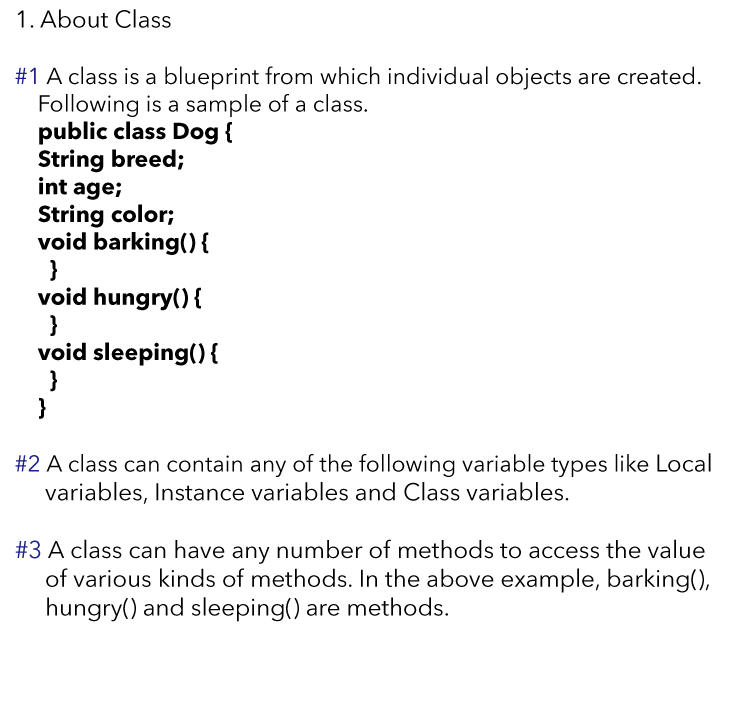 1. About Class
#1 A class is a blueprint from which individual objects are created.
Following is a sample of a class.
public class Dog {
String breed;
int age;
String color;
void barking() {
}
void hungry() {
}
void sleeping() {
}
}
#2 A class can contain any of the following variable types like Local
variables, Instance variables and Class variables.
#3 A class can have any number of methods to access the value
of various kinds of methods. In the above example, barking(),
hungry() and sleeping() are methods.